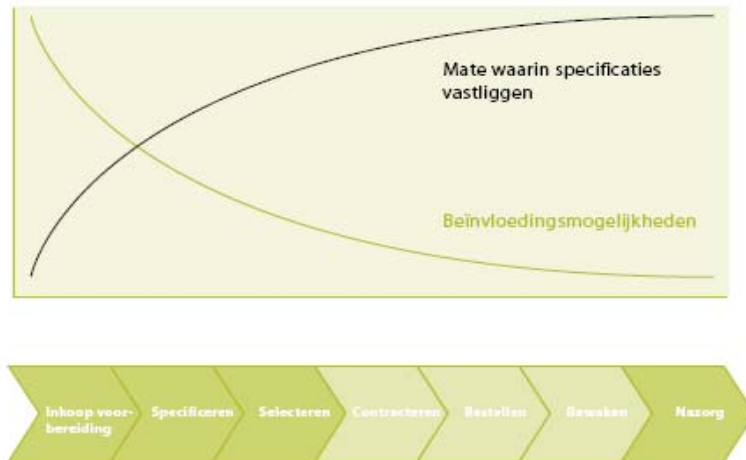 Mate waarin specificaties
vastliggen
Beïnvloedingsmogelijkheden
Inkoop voor-
bereiding
Specificeren
Selecteren
Contracteren
Bestellen
Bewaken
Nazorg